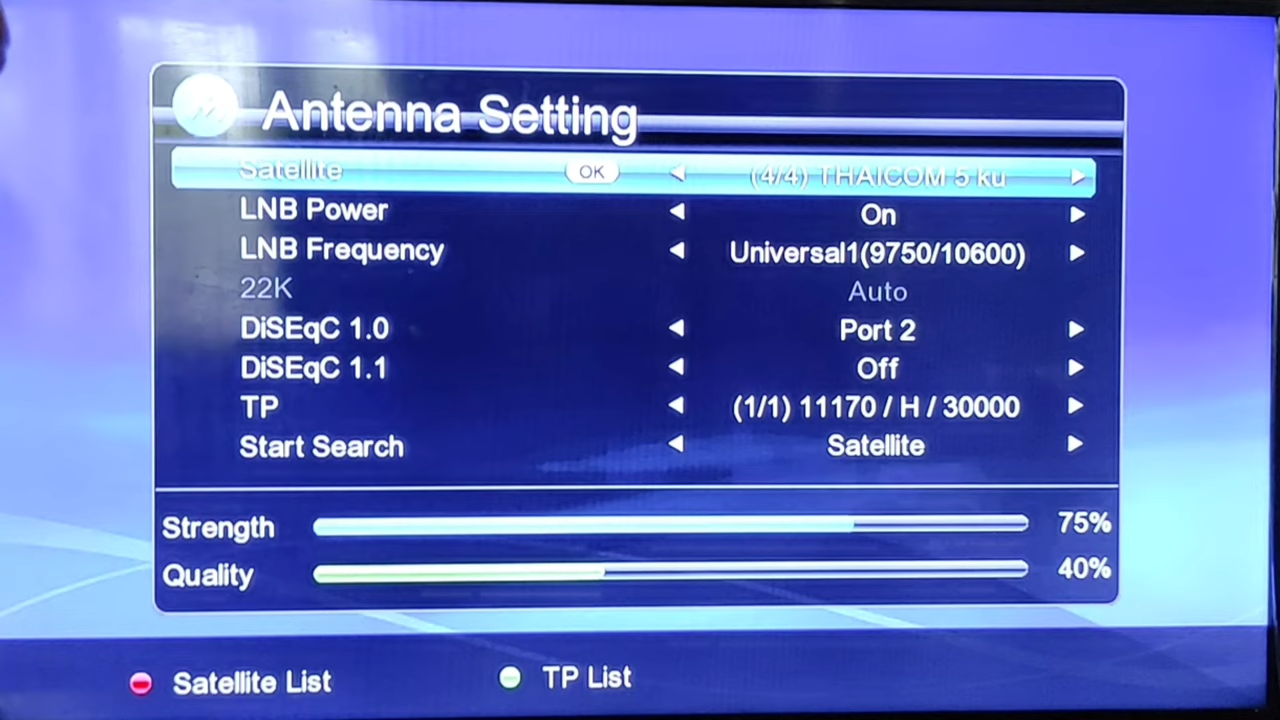 Antenna Setting
Satellite OK (4/4) THAICOM 5 ku
LNB Power On
LNB Frequency Universal1(9750/10600)
22K Auto
DiSEqC 1.0 Port 2
DiSEqC 1.1 Off
TP (1/1) 11170 / H / 30000
Start Search Satellite
Strength 75%
Quality 40%
Satellite List TP List